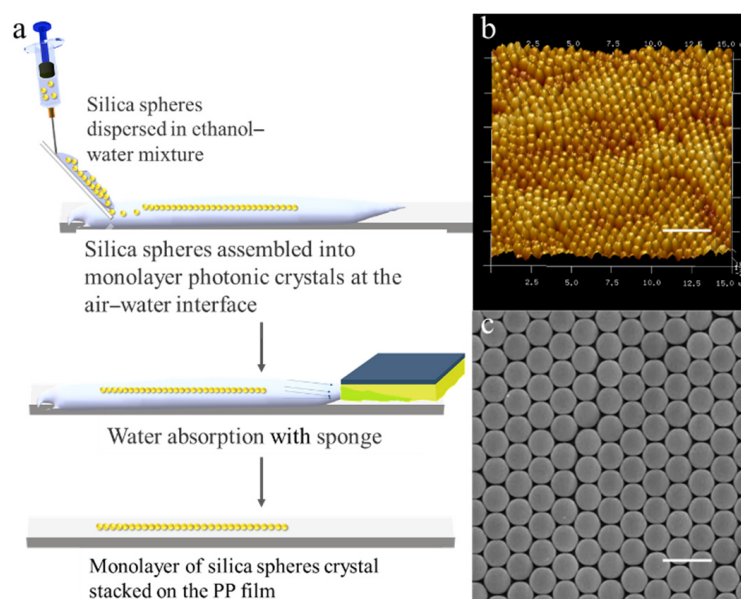 a
Silica spheres
dispersed in ethanol–
water mixture
Silica spheres assembled into
monolayer photonic crystals at the
air–water interface
Water absorption with sponge
Monolayer of silica spheres crystal
stacked on the PP film
b
2.5 5.0 7.5 10.0 12.5 15.0
2.5 5.0 7.5 10.0 12.5 15.0
c